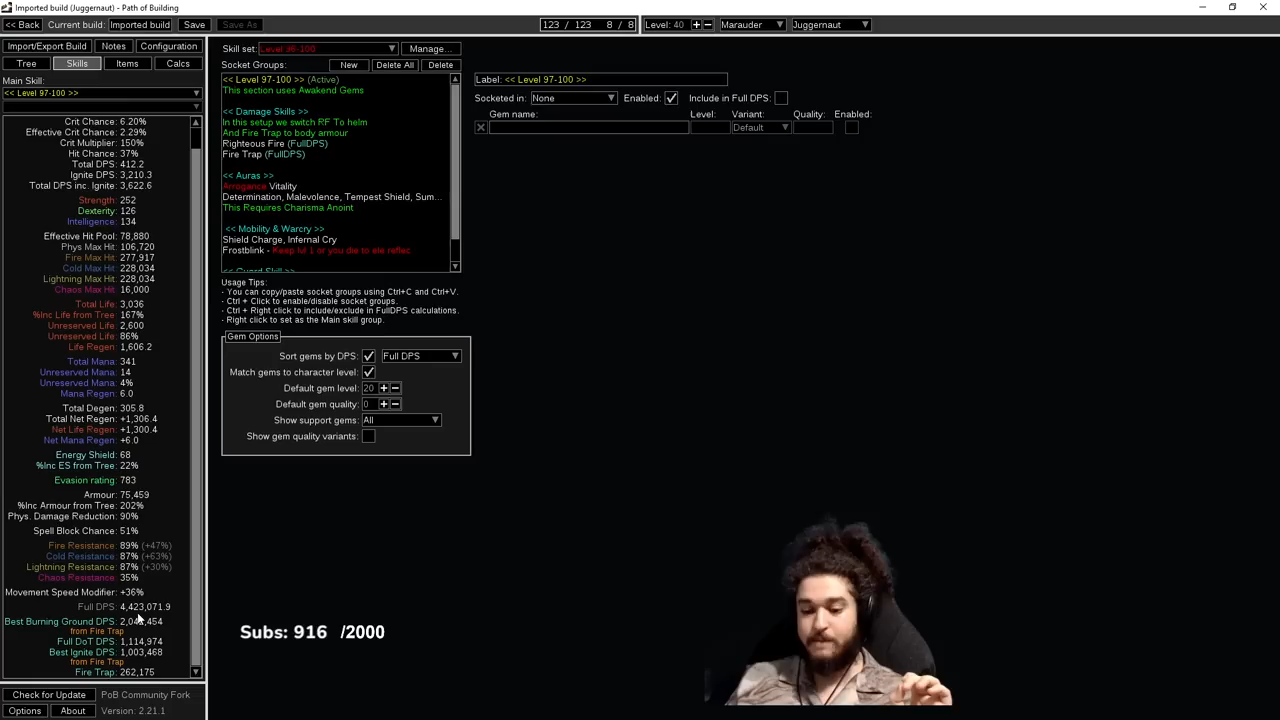 Imported build (Juggernaut) - Path of Building
<< Back Current build: Imported build Save Save As 123 / 123 8 / 8 Level: 40 Marauder Juggernaut
Import/Export Build Notes Configuration
Tree Skills Items Calcs
Main Skill:
<< Level 97-100 >>
Crit Chance: 6.20%
Effective Crit Chance: 2.29%
Crit Multiplier: 150%
Hit Chance: 37%
Total DPS: 412.2
Ignite DPS: 3,210.3
Total DPS inc. Ignite: 3,622.6
Strength: 252
Dexterity: 126
Intelligence: 134
Effective Hit Pool: 78,880
Phys Max Hit: 106,720
Fire Max Hit: 277,917
Cold Max Hit: 228,034
Lightning Max Hit: 228,034
Chaos Max Hit: 16,000
Total Life: 3,036
%Inc Life from Tree: 167%
Unreserved Life: 2,600
Unreserved Life: 86%
Life Regen: 1,606.2
Total Mana: 341
Unreserved Mana: 14
Unreserved Mana: 4%
Mana Regen: 6.0
Total Degen: 305.8
Total Net Regen: +1,306.4
Net Life Regen: +1,300.4
Net Mana Regen: +6.0
Energy Shield: 68
%Inc ES from Tree: 22%
Evasion rating: 783
Armour: 75,459
%Inc Armour from Tree: 202%
Phys. Damage Reduction: 90%
Spell Block Chance: 51%
Fire Resistance: 89% (+47%)
Cold Resistance: 87% (+63%)
Lightning Resistance: 87% (+30%)
Chaos Resistance: 35%
Movement Speed Modifier: +36%
Full DPS: 4,423,071.9
Best Burning Ground DPS:
from Fire Trap
Full DoT DPS: 1,114,974
Best Ignite DPS: 1,003,468
from Fire Trap
Fire Trap: 262,175
Check for Update PoB Community Fork
Options About Version: 2.21.1
Skill set: Level 96-100 Manage...
Socket Groups: New Delete All Delete
<< Level 97-100 >> (Active)
This section uses Awakend Gems
<< Damage Skills >>
In this setup we switch RF To helm
And Fire Trap to body armour
Righteous Fire (FullDPS)
Fire Trap (FullDPS)
<< Auras >>
Arrogance Vitality
Determination, Malevolence, Tempest Shield, Sum...
This Requires Charisma Anoint
<< Mobility & Warcry >>
Shield Charge, Infernal Cry
Frostblink - Keep lvl 1 or you die to ele reflec
<< Guard Skill >>
Usage Tips:
- You can copy/paste socket groups using Ctrl+C and Ctrl+V.
- Ctrl + Click to enable/disable socket groups.
- Ctrl + Right click to include/exclude in FullDPS calculations.
- Right click to set as the Main skill group.
Gem Options
Sort gems by DPS: Full DPS
Match gems to character level:
Default gem level: 20
Default gem quality: 0
Show support gems: All
Show gem quality variants:
Label: << Level 97-100 >>
Socketed in: None Enabled: Include in Full DPS:
Gem name: Level: Variant: Quality: Enabled:
Default
Subs: 916 /2000